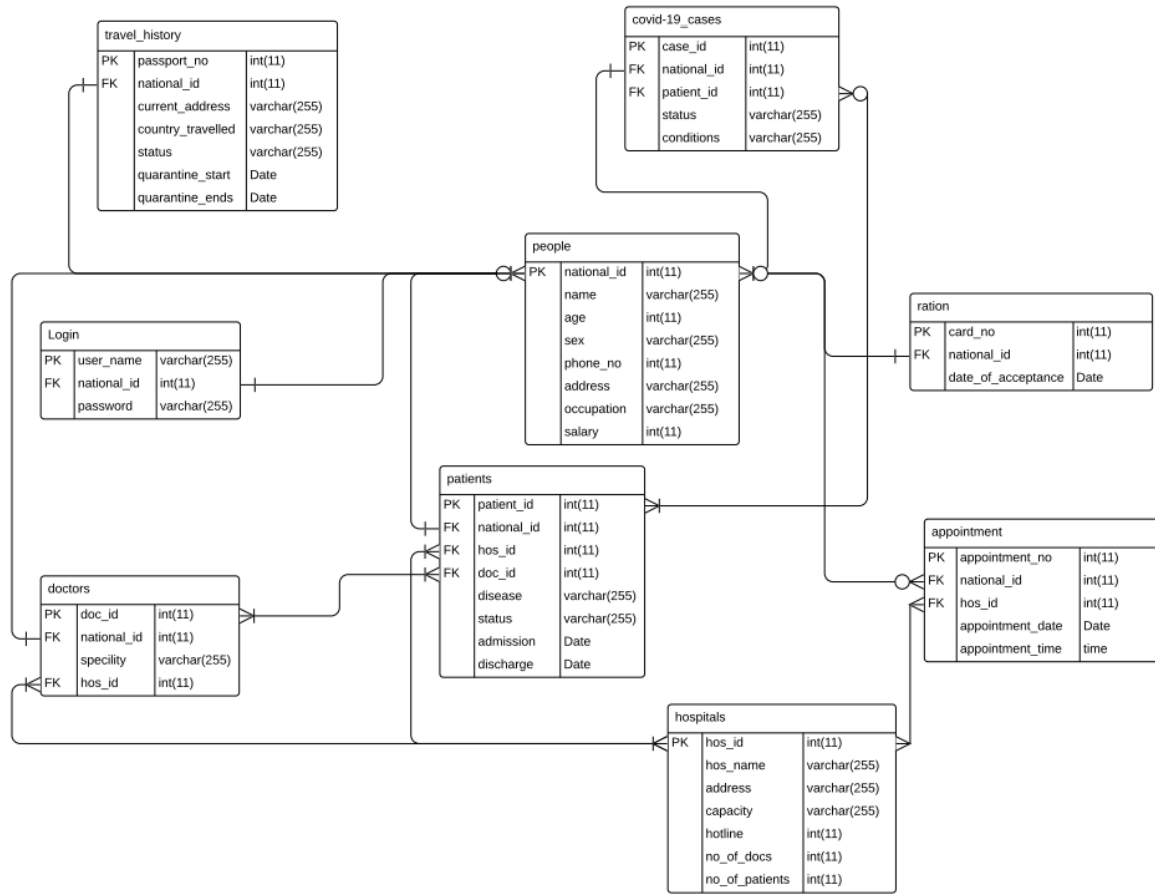 travel_history
PK passport_no int(11)
FK national_id int(11)
current_address varchar(255)
country_travelled varchar(255)
status varchar(255)
quarantine_start Date
quarantine_ends Date
covid-19_cases
PK case_id int(11)
FK national_id int(11)
FK patient_id int(11)
status varchar(255)
conditions varchar(255)
people
PK national_id int(11)
name varchar(255)
age int(11)
sex varchar(255)
phone_no int(11)
address varchar(255)
occupation varchar(255)
salary int(11)
Login
PK user_name varchar(255)
FK national_id int(11)
password varchar(255)
ration
PK card_no int(11)
FK national_id int(11)
date_of_acceptance Date
patients
PK patient_id int(11)
FK national_id int(11)
FK hos_id int(11)
FK doc_id int(11)
disease varchar(255)
status varchar(255)
admission Date
discharge Date
appointment
PK appointment_no int(11)
FK national_id int(11)
FK hos_id int(11)
appointment_date Date
appointment_time time
doctors
PK doc_id int(11)
FK national_id int(11)
specility varchar(255)
FK hos_id int(11)
hospitals
PK hos_id int(11)
hos_name varchar(255)
address varchar(255)
capacity varchar(255)
hotline int(11)
no_of_docs int(11)
no_of_patients int(11)